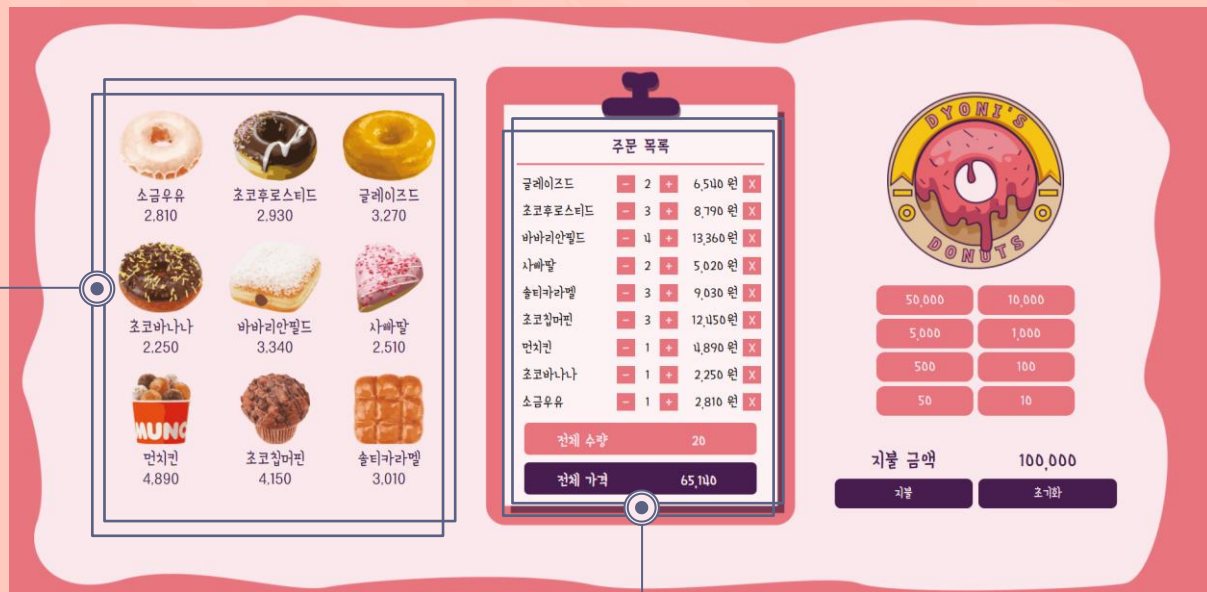 소금우유 초코후로스티드 글레이즈드
2,810 2,930 3,270
초코바나나 바바리안필드 사빠딸
2,250 3,340 2,510
MUNC
먼치킨 초코칩머핀 솔티카라멜
4,890 4,150 3,010
주문 목록
글레이즈드 - 2 + 6,540 원 X
초코후로스티드 - 3 + 8,790 원 X
바바리안필드 - 4 + 13,360 원 X
사빠딸 - 2 + 5,020 원 X
솔티카라멜 - 3 + 9,030 원 X
초코칩머핀 - 3 + 12,450 원 X
먼치킨 - 1 + 4,890 원 X
초코바나나 - 1 + 2,250 원 X
소금우유 - 1 + 2,810 원 X
전체 수량 20
전체 가격 65,140
DYONI'S
DONUTS
50,000 10,000
5,000 1,000
500 100
50 10
지불 금액 100,000
지불 초기화